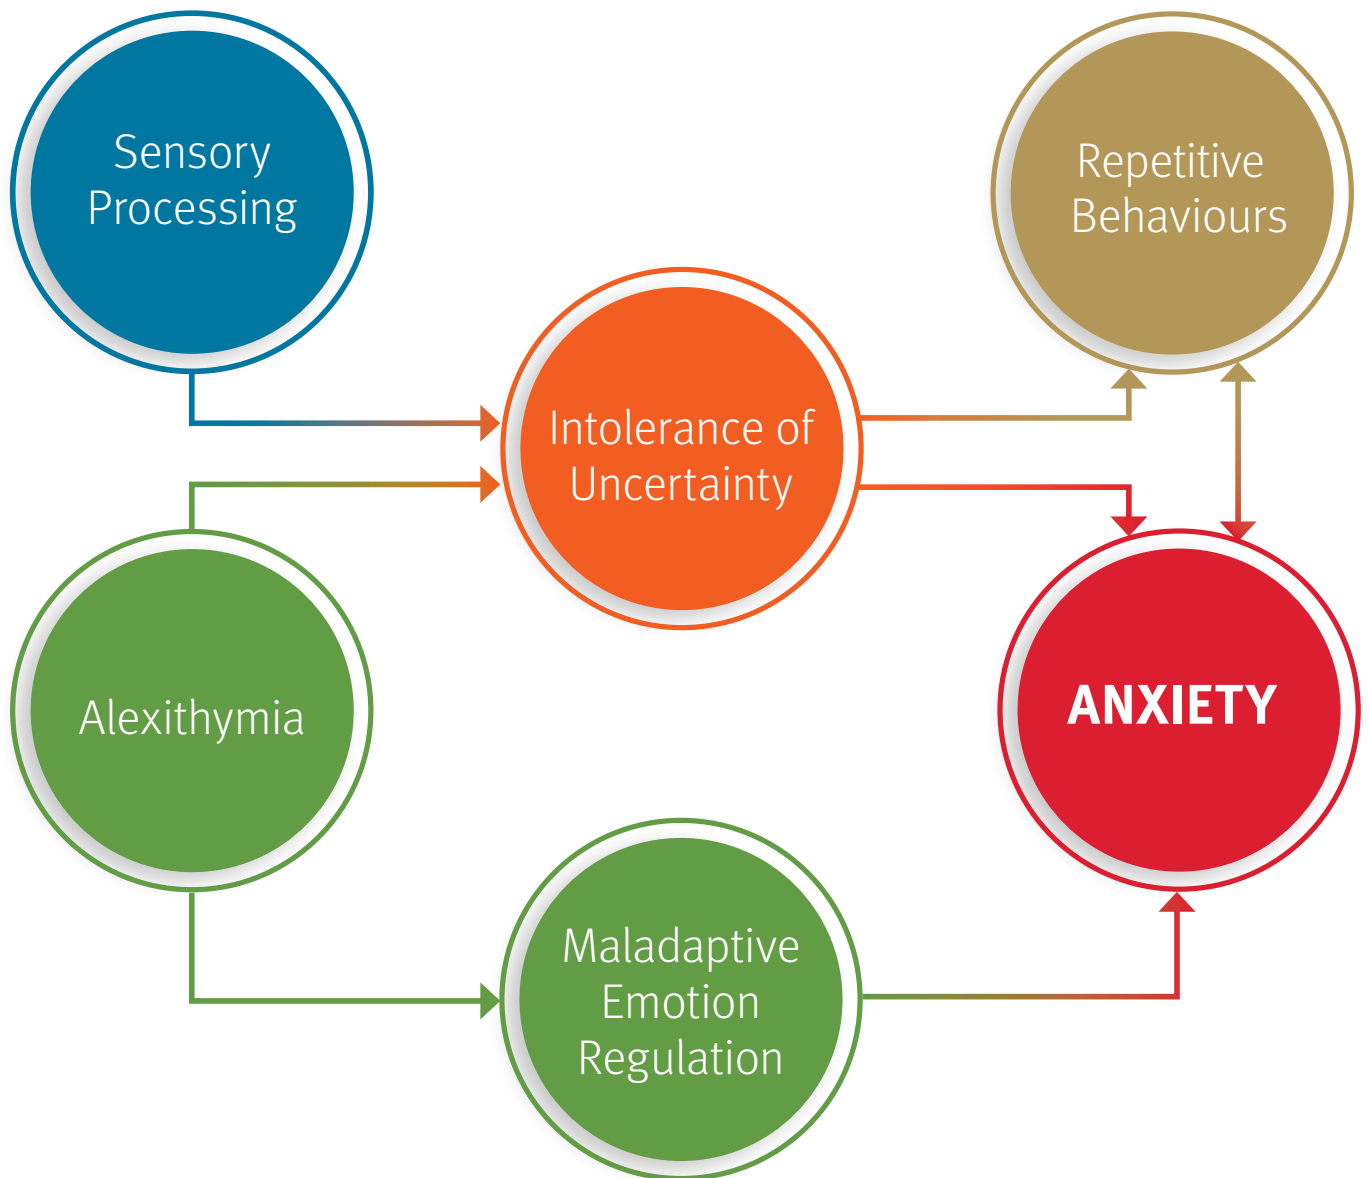 Sensory
Processing
Repetitive
Behaviours
Intolerance of
Uncertainty
Alexithymia
ANXIETY
Maladaptive
Emotion
Regulation